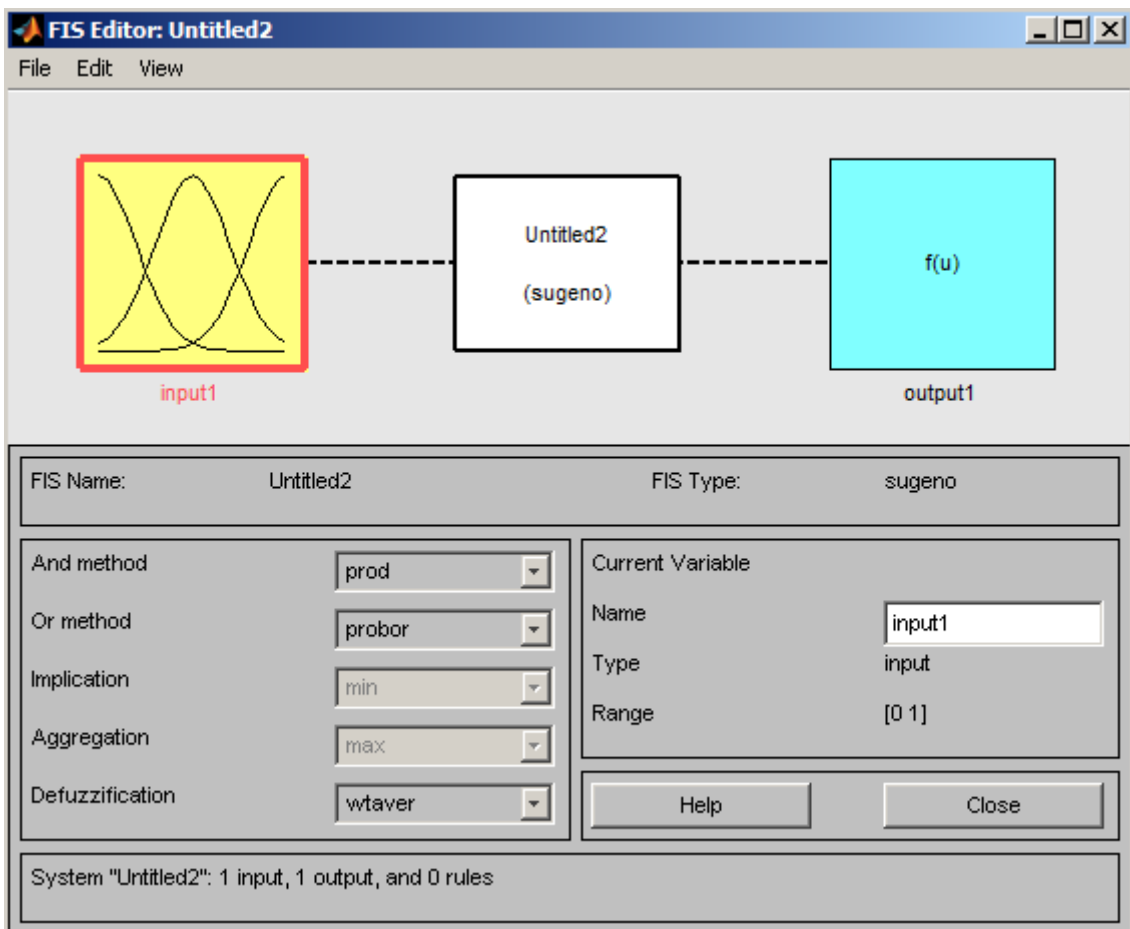 FIS Editor: Untitled2
File Edit View
Untitled2
(sugeno)
f(u)
input1
output1
FIS Name: Untitled2 FIS Type: sugeno
And method prod
Or method probor
Implication min
Aggregation max
Defuzzification wtaver
Current Variable
Name input1
Type input
Range [0 1]
Help Close
System "Untitled2": 1 input, 1 output, and 0 rules